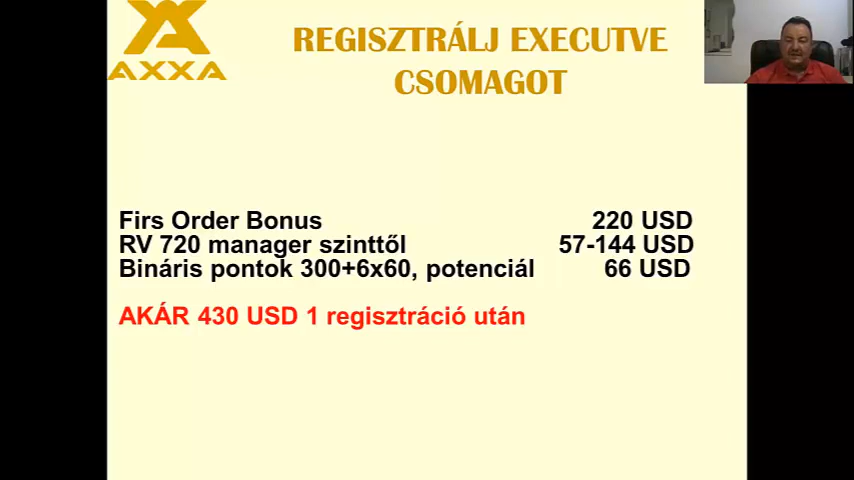 AXXA
REGISZTRÁLJ EXECUTVE
CSOMAGOT
Firs Order Bonus 220 USD
RV 720 manager szinttől 57-144 USD
Bináris pontok 300+6x60, potenciál 66 USD
AKÁR 430 USD 1 regisztráció után